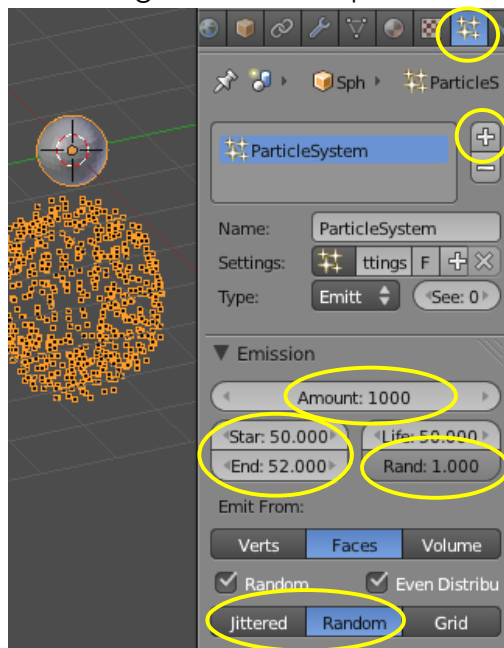 Sph ParticleS
ParticleSystem
Name: ParticleSystem
Settings: ttings F
Type: Emitt See: 0
Emission
Amount: 1000
Star: 50.000 Life: 50.000
End: 52.000 Rand: 1.000
Emit From:
Verts Faces Volume
Random Even Distribu
Jittered Random Grid